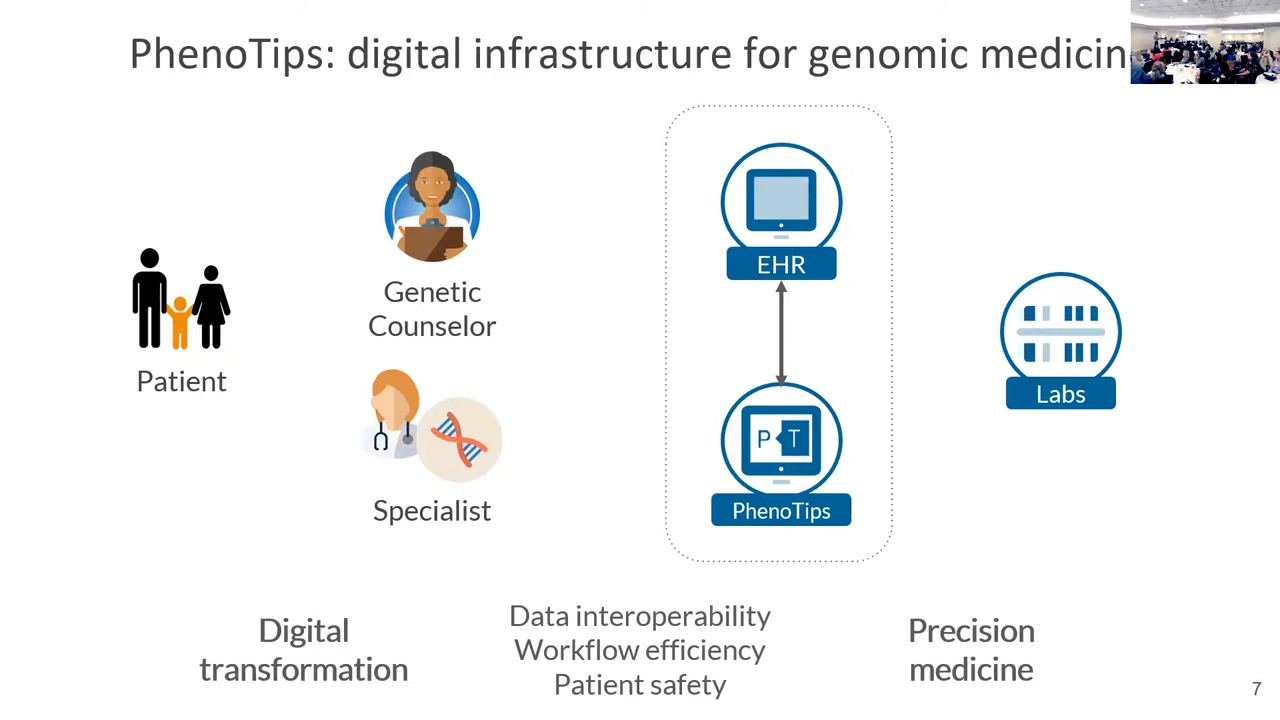 PhenoTips: digital infrastructure for genomic medicin
EHR
Genetic
Counselor
Patient
Labs
P T
PhenoTips
Specialist
Digital
transformation
Data interoperability
Workflow efficiency
Patient safety
Precision
medicine
7